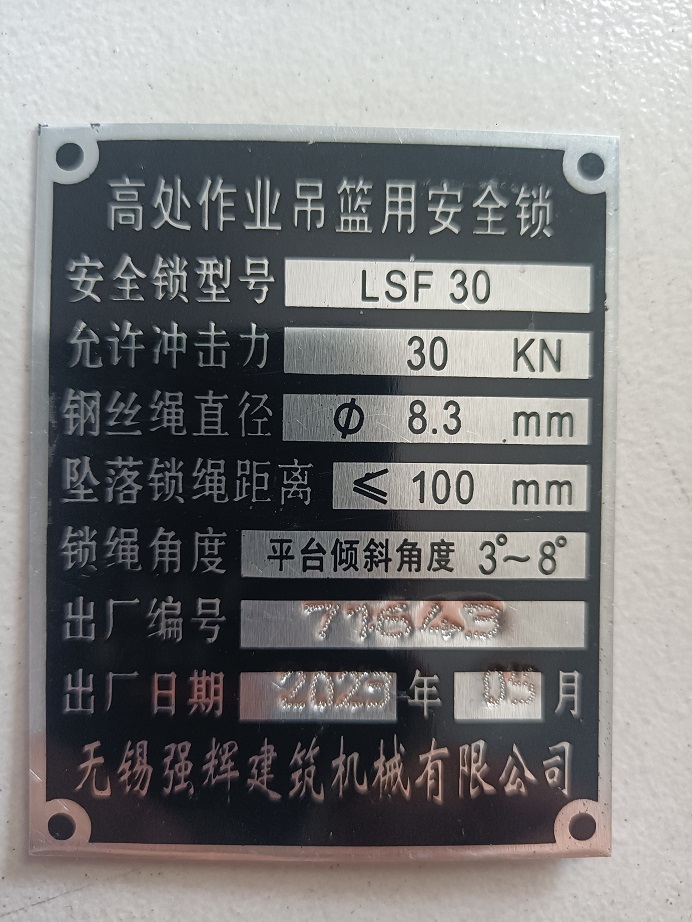 高处作业吊篮用安全锁
安全锁型号 LSF 30
允许冲击力 30 KN
钢丝绳直径 ϕ 8.3 mm
坠落锁绳距离 ≤ 100 mm
锁绳角度 平台倾斜角度 3°~8°
出厂编号 71643
出厂日期 2023 年 05 月
无锡强辉建筑机械有限公司